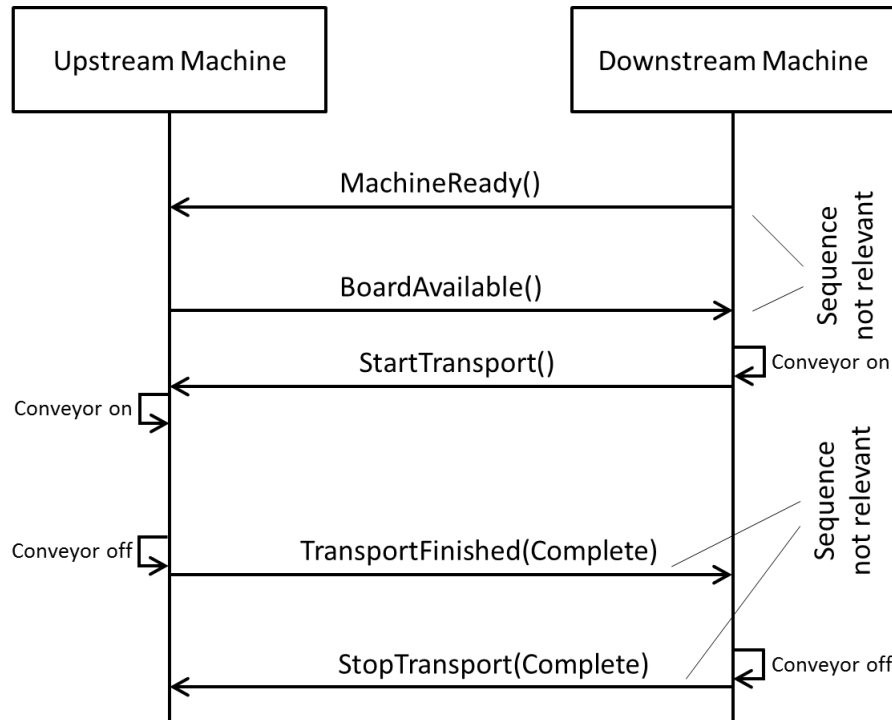 Upstream Machine
Downstream Machine
MachineReady()
Sequence
not relevant
BoardAvailable()
StartTransport()
Conveyor on
Conveyor on
Sequence
not relevant
Conveyor off
TransportFinished(Complete)
StopTransport(Complete)
Conveyor off